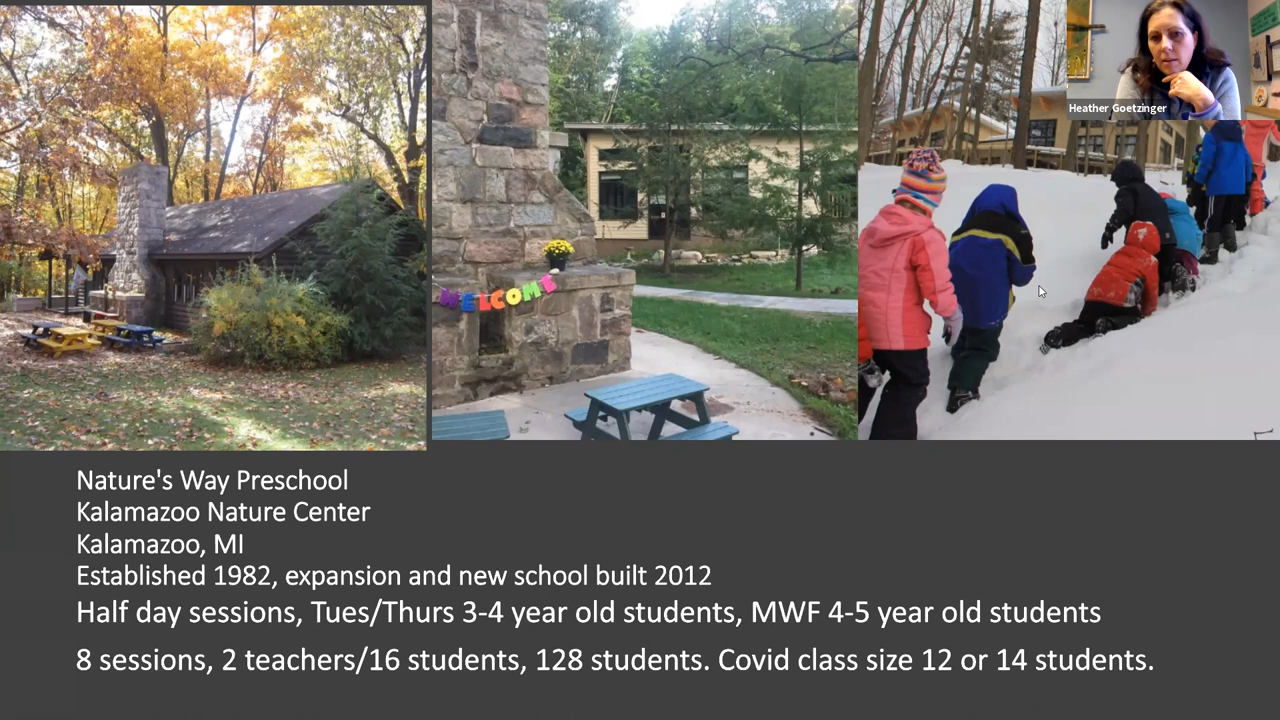 Heather Goetzinger
WELCOME
Nature's Way Preschool
Kalamazoo Nature Center
Kalamazoo, MI
Established 1982, expansion and new school built 2012
Half day sessions, Tues/Thurs 3-4 year old students, MWF 4-5 year old students
8 sessions, 2 teachers/16 students, 128 students. Covid class size 12 or 14 students.